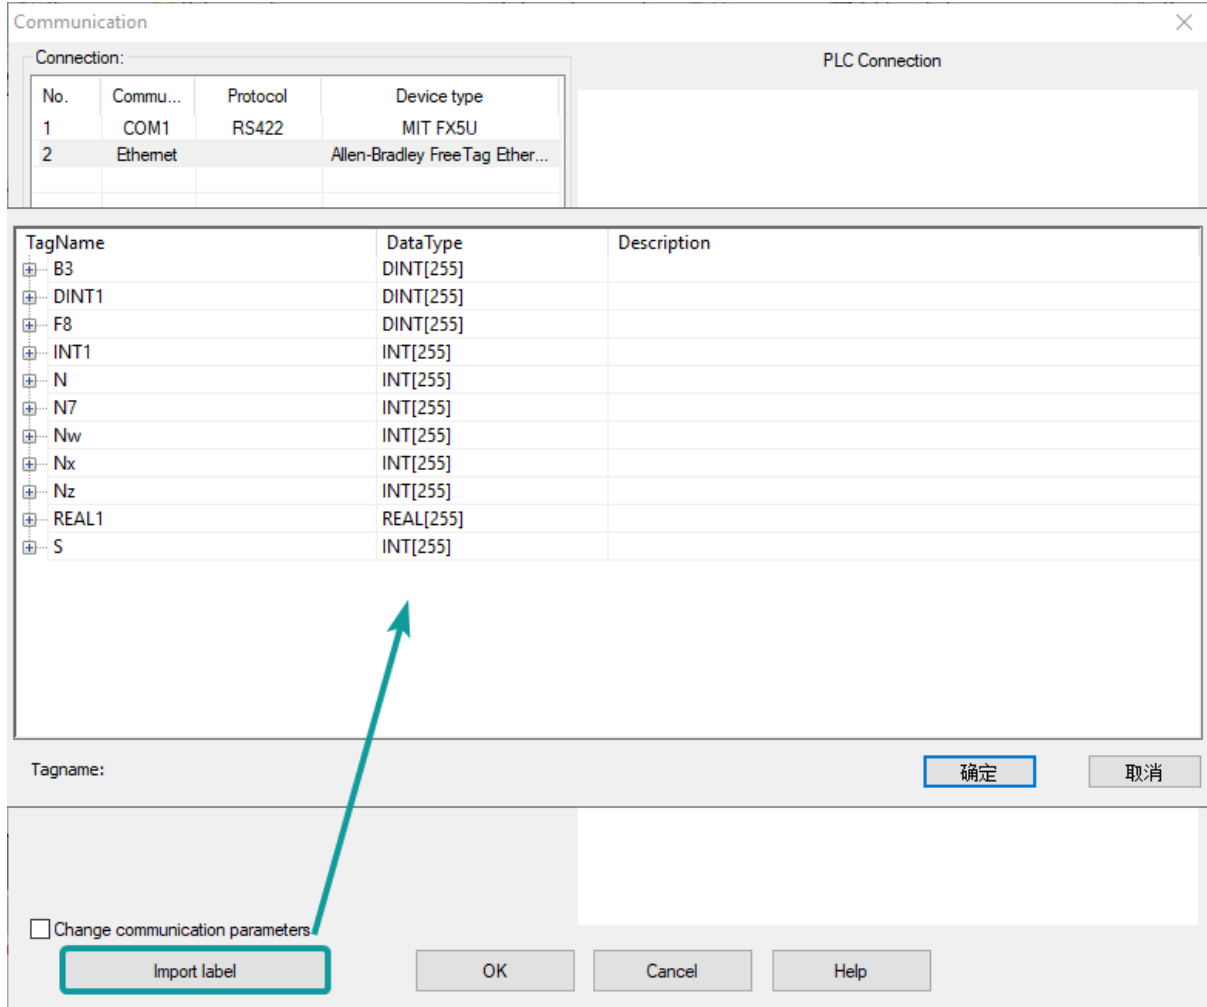 Communication
Connection:
PLC Connection
No. Commu... Protocol Device type
1 COM1 RS422 MIT FX5U
2 Ethernet Allen-Bradley FreeTag Ether...
TagName DataType Description
B3 DINT[255]
DINT1 DINT[255]
F8 DINT[255]
INT1 INT[255]
N INT[255]
N7 INT[255]
Nw INT[255]
Nx INT[255]
Nz INT[255]
REAL1 REAL[255]
S INT[255]
Tagname: 确定 取消
Change communication parameters
Import label OK Cancel Help